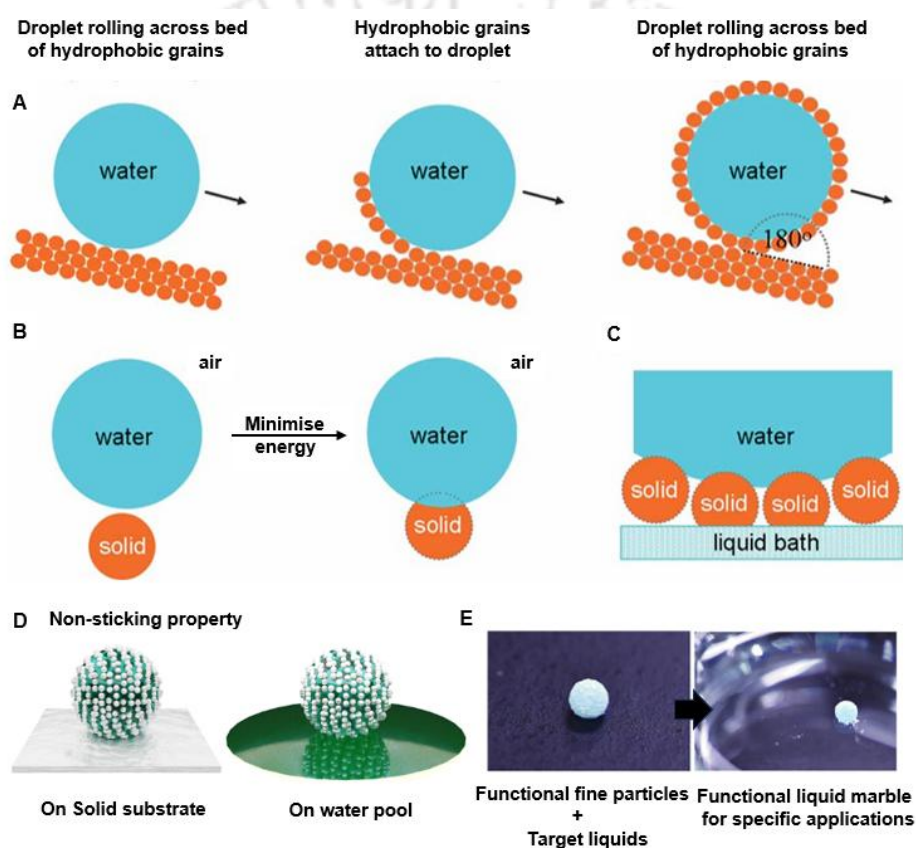 Droplet rolling across bed
of hydrophobic grains
Hydrophobic grains
attach to droplet
Droplet rolling across bed
of hydrophobic grains
A
water
water
water
180°
B
air
water
solid
Minimise
energy
air
water
solid
C
water
solid
solid
solid
solid
liquid bath
D
Non-sticking property
On Solid substrate
On water pool
E
Functional fine particles
+
Target liquids
Functional liquid marble
for specific applications